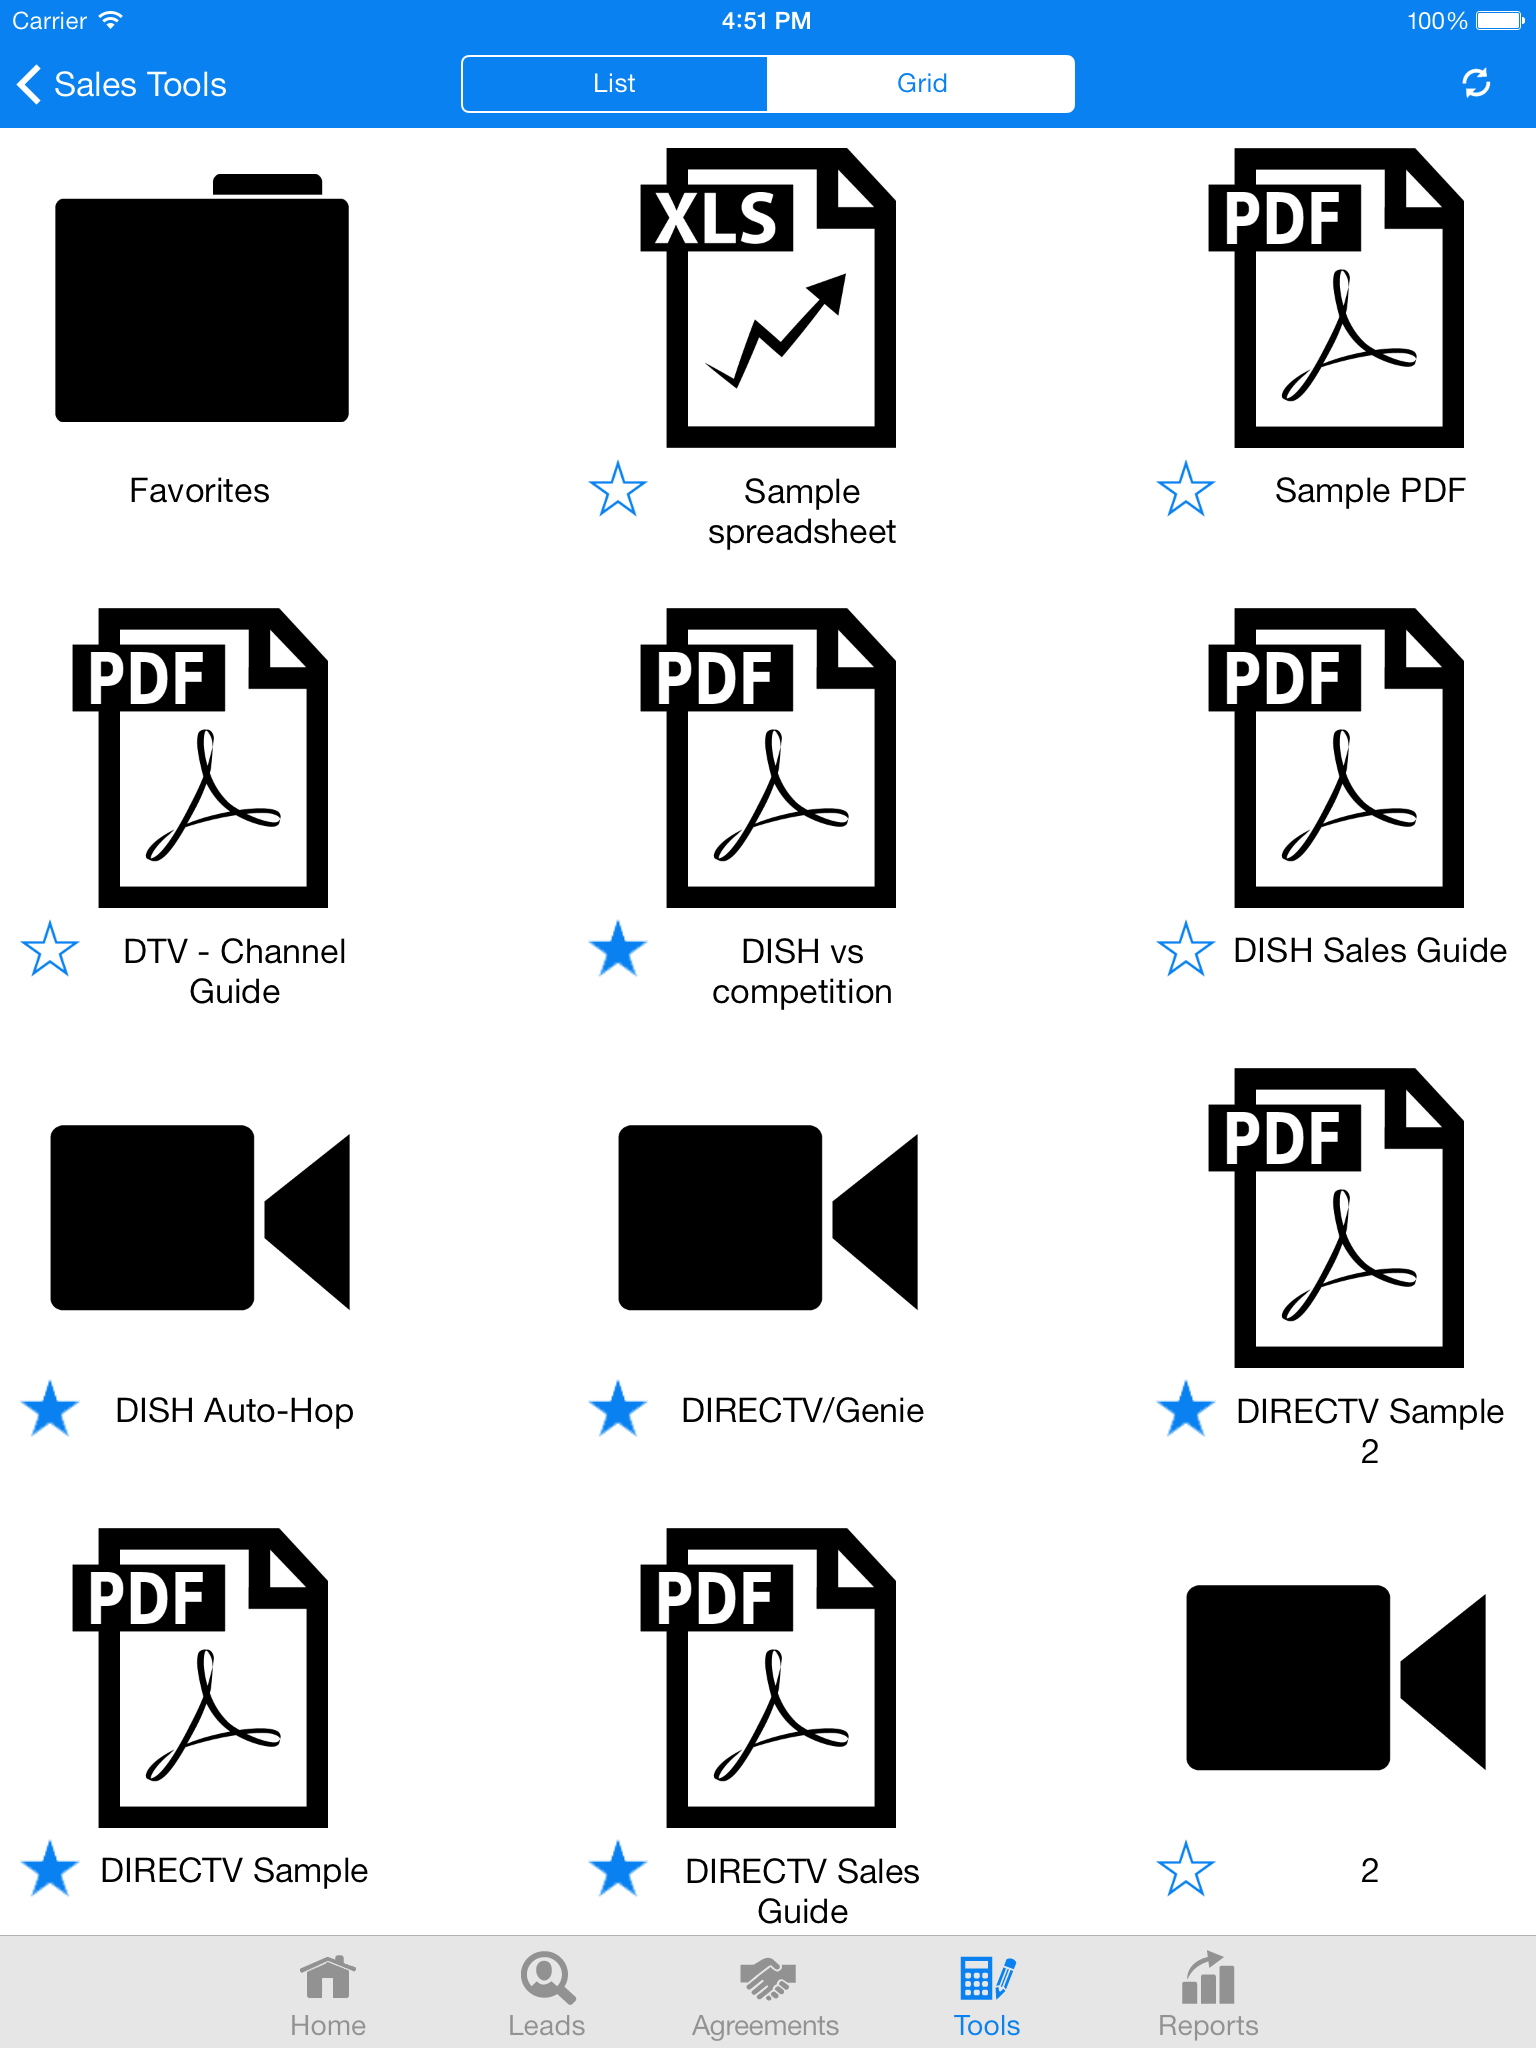 Carrier 4:51 PM 100%
Sales Tools List Grid
XLS PDF
Favorites Sample Sample PDF
spreadsheet
PDF PDF PDF
DTV - Channel DISH vs DISH Sales Guide
Guide competition
PDF
DISH Auto-Hop DIRECTV/Genie DIRECTV Sample
2
PDF PDF
DIRECTV Sample DIRECTV Sales 2
Guide
Home Leads Agreements Tools Reports